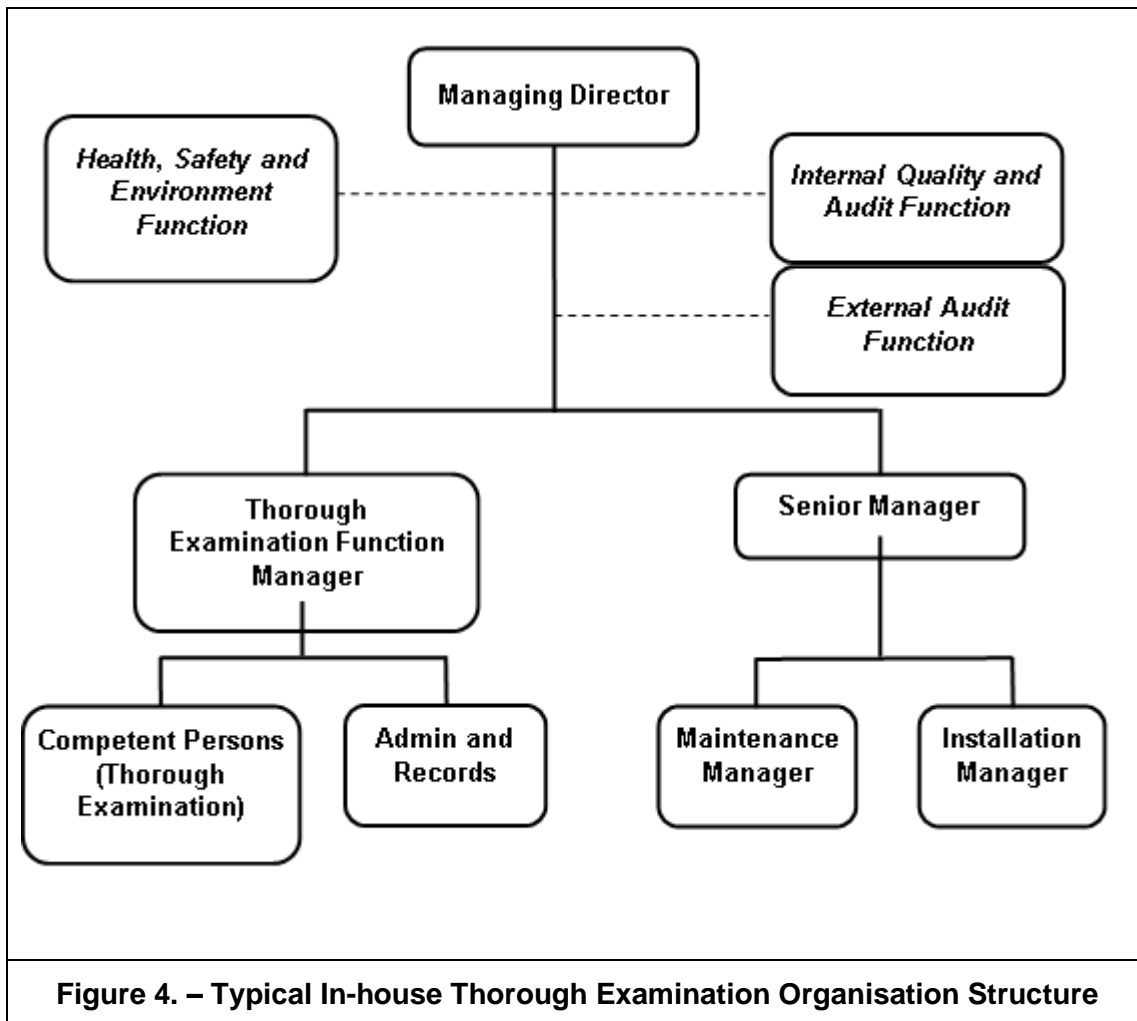 Managing Director
Health, Safety and
Environment
Function
Internal Quality and
Audit Function
External Audit
Function
Thorough
Examination Function
Manager
Senior Manager
Competent Persons
(Thorough
Examination)
Admin and
Records
Maintenance
Manager
Installation
Manager
Figure 4. – Typical In-house Thorough Examination Organisation Structure